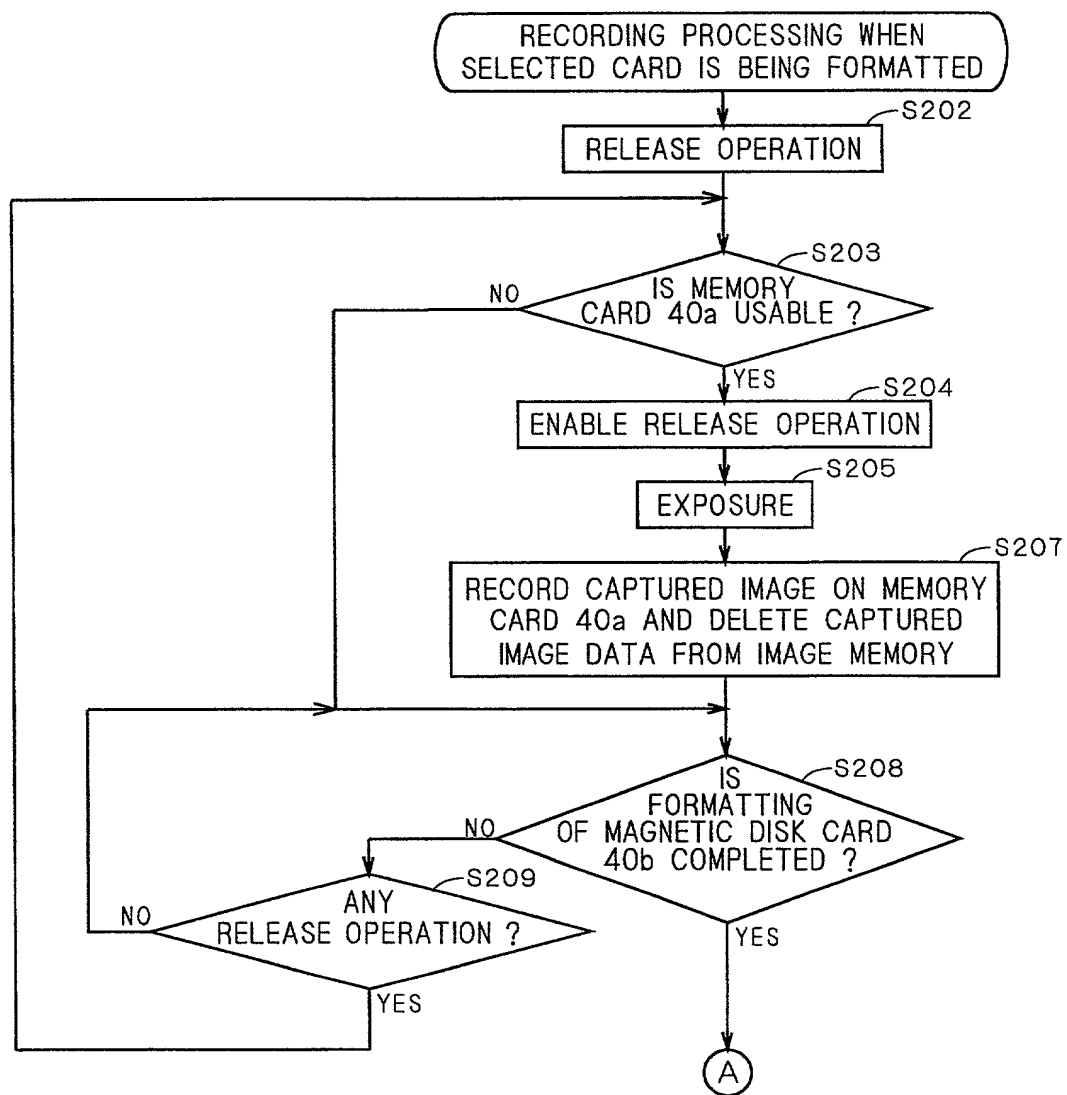 RECORDING PROCESSING WHEN
SELECTED CARD IS BEING FORMATTED
S202
RELEASE OPERATION
S203
IS MEMORY
CARD 40a USABLE ?
NO
YES
S204
ENABLE RELEASE OPERATION
S205
EXPOSURE
S207
RECORD CAPTURED IMAGE ON MEMORY
CARD 40a AND DELETE CAPTURED
IMAGE DATA FROM IMAGE MEMORY
S208
IS
FORMATTING
OF MAGNETIC DISK CARD
40b COMPLETED ?
NO
YES
S209
ANY
RELEASE OPERATION ?
NO
YES
A